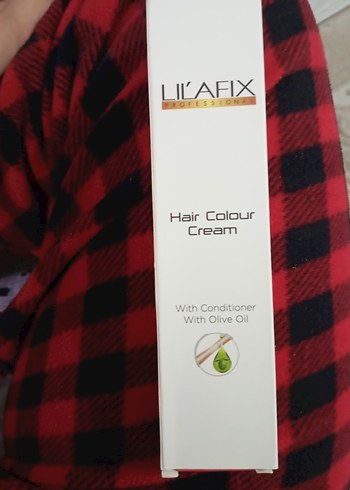 LIL'AFIX
PROFESSIONAL
Hair Colour
Cream
With Conditioner
With Olive Oil